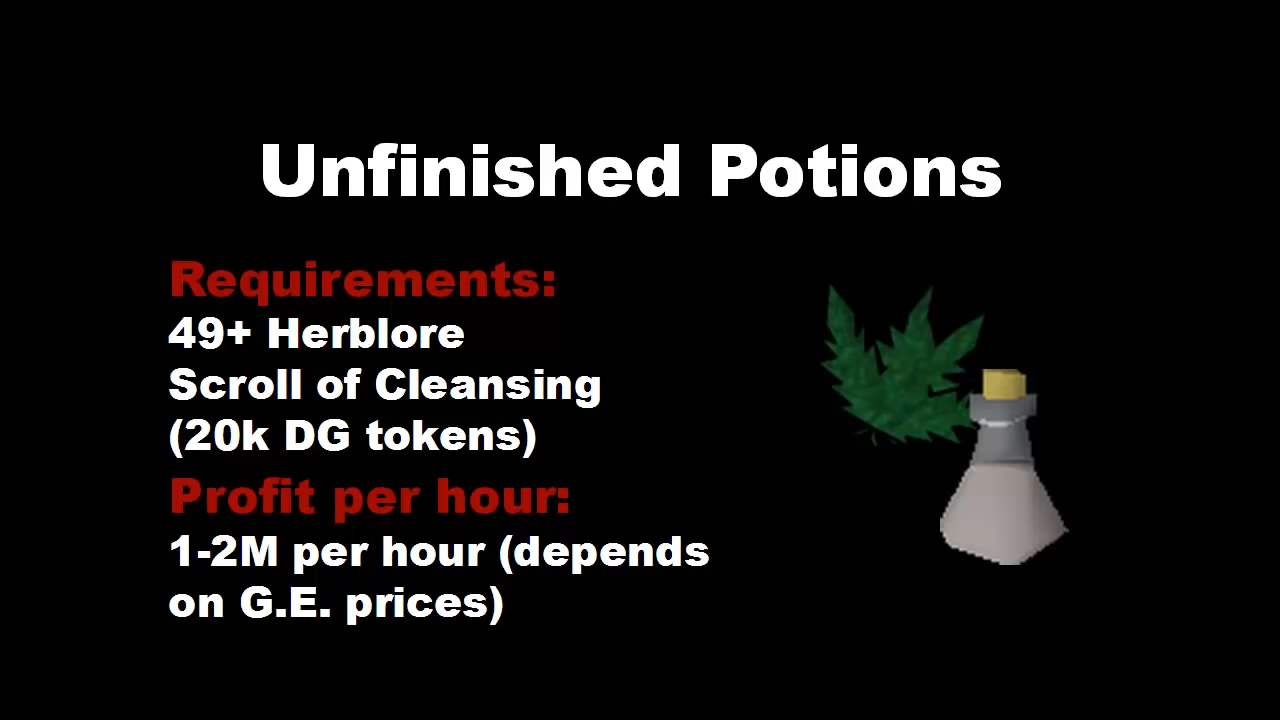 Unfinished Potions
Requirements:
49+ Herblore
Scroll of Cleansing
(20k DG tokens)
Profit per hour:
1-2M per hour (depends
on G.E. prices)